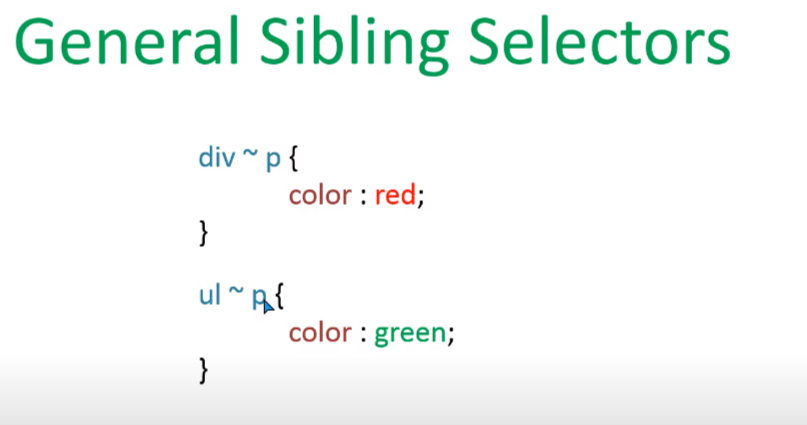 General Sibling Selectors
div ~ p {
color : red;
}
ul ~ p {
color : green;
}